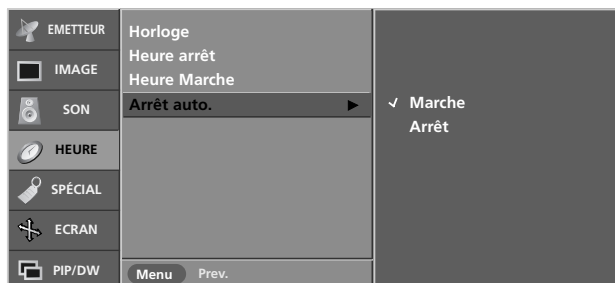 EMETTEUR
IMAGE
SON
HEURE
SPÉCIAL
ECRAN
PIP/DW
Horloge
Heure arrêt
Heure Marche
Arrêt auto. ►
Menu Prev.
✓ Marche
Arrêt